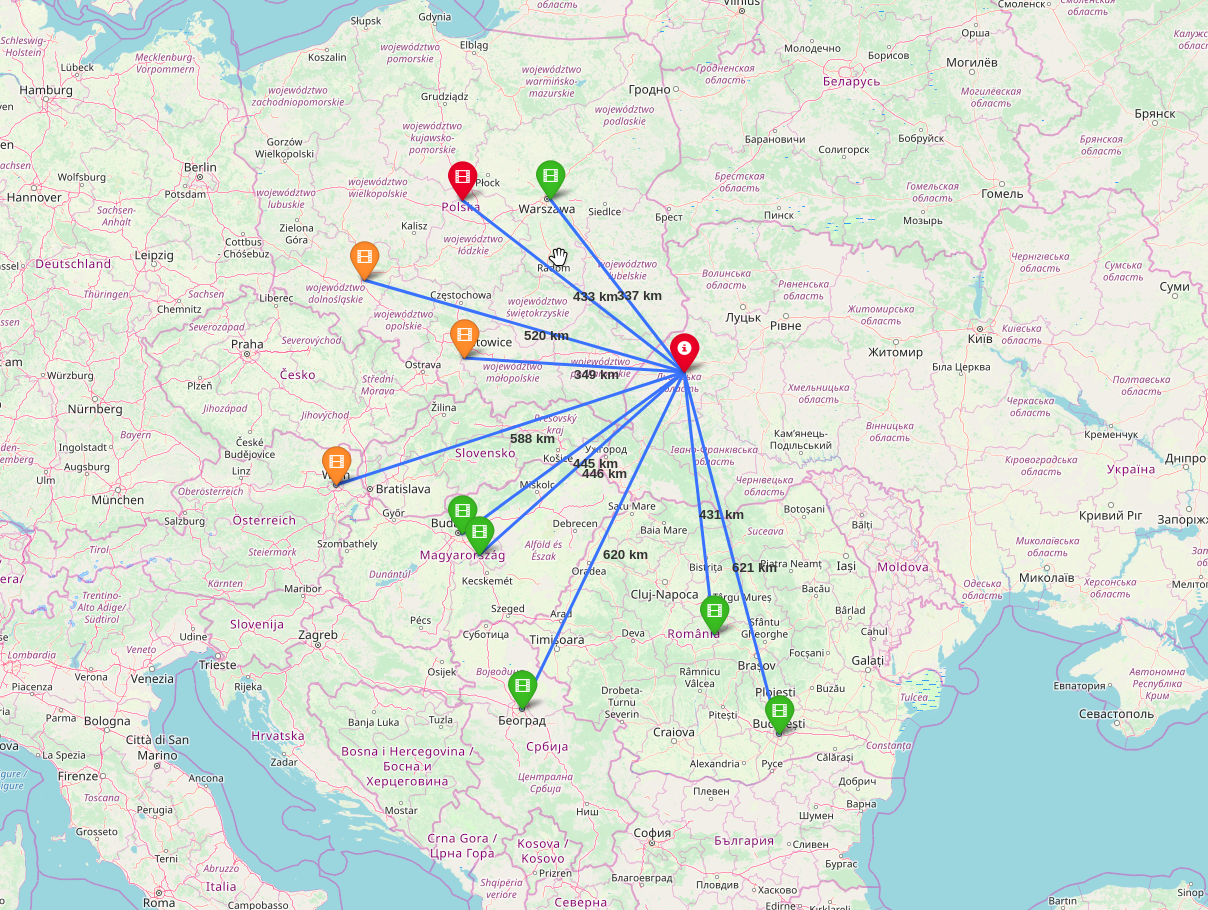 Вильнюс
Смоленск
Смоленская
область
Słupsk
Gdynia
Schleswig-
Holstein
Lübeck
Mecklenburg-
Vorpommern
Koszalin
województwo
pomorskie
Elbląg
Орша
Молодечно
Борисов
Могилёв
Hamburg
województwo
zachodniopomorskie
Grudziądz
województwo
warmińsko-
mazurskie
Гродно
Гродненская
область
Беларусь
Могилёвская
область
Брянск
województwo
kujawsko-
pomorskie
województwo
podlaskie
Барановичи
Бобруйск
Солигорск
Брянская
область
Gorzów
Wielkopolski
Berlin
Wolfsburg
Potsdam
Hannover
województwo
lubuskie
województwo
wielkopolskie
Płock
Polska
Warszawa
Siedlce
Брестская
область
Гомельская
область
Гомель
Брест
Пинск
Мозырь
Sachsen-
Anhalt
Zielona
Góra
Kalisz
Cottbus -
Chóśebuz
Leipzig
Deutschland
województwo
łódzkie
Radom
województwo
lubelskie
Волинська
область
Рівненська
область
Чернігівська
область
Сумська
область
Суми
Sachsen
Thüringen
Chemnitz
Liberec
województwo
dolnośląskie
Częstochowa
województwo
opolskie
województwo
świętokrzyskie
433 km
337 km
Луцьк
Рівне
Житомирська
область
Київська
область
Київ
Severozápad
Severovýchod
Praha
520 km
towice
Житомир
Біла Церква
am
Würzburg
Plzeń
Česko
Střední
Morava
Ostrava
województwo
małopolskie
349 km
область
Хмельницька
область
Полтавська
область
Черкаська
область
Nürnberg
Jihozápad
Jihovýchod
Žilina
Prešovský
kraj
Вінницька
область
Кременчук
Bayern
Ingolstadt
České
Budějovice
588 km
Slovensko
Košice
Ужгород
Івано-Франківська
область
Кам'янець-
Подільський
Кіровоградська
область
Україна
Дніпро
445 km
446 km
Augsburg
Ulm
Linz
Bratislava
Miskolc
Чернівецька
область
München
Oberösterreich
Salzburg
Győr
Satu Mare
Botoșani
431 km
Кривий Ріг
Запоріжжя
Österreich
Debrecen
Baia Mare
Suceava
Bălți
Tirol
Steiermark
Szombathely
Magyarország
Alföld és
Észak
620 km
Oradea
Bistrița
621 km
Piatra Neamț
Iași
Moldova
Миколаївська
область
Миколаїв
Херсонська
область
Одеська
область
Kärnten
Maribor
Dunántúl
Kecskemét
Cluj-Napoca
Târgu Mureș
Bacău
Trentino-
Alto Adige/
Südtirol
Szeged
Arad
Bârlad
Slovenija
Pécs
Суботица
Timișoara
Deva
România
Sfântu
Gheorghe
Cahul
Udine
Zagreb
Lombardia
Veneto
Trieste
Војводина
Focșani
Galați
Brașov
Piacenza
Venezia
Rijeka
Osijek
Râmnicu
Vâlcea
Ploiești
Buzău
Tulcea
Евпатория
Автономна
Республіка
Крим
Севастополь
Parma
Bologna
Banja Luka
Tuzla
Београд
Drobeta-
Turnu
Severin
Pitești
București
Craiova
La Spezia
Città di San
Marino
Hrvatska
Bosna i Hercegovina /
Босна и
Херцеговина
Србија
Constanța
Călărași
Firenze
Zadar
Ancona
Централна
Србија
Alexandria
Русе
Добрич
Toscana
Perugia
Mostar
Ниш
Плевен
Варна
Шумен
Grosseto
Crna Gora /
Црна Гора
Kosova /
Kosovo
София
България
Сливен
Terni
Abruzzo
Prizren
Бургас
Italia
Shqipëria
veriore
Благоевград
Пловдив
Хасково
Sinop
Roma
Campobasso
Северна
Edirne
Kırklareli
Bartın